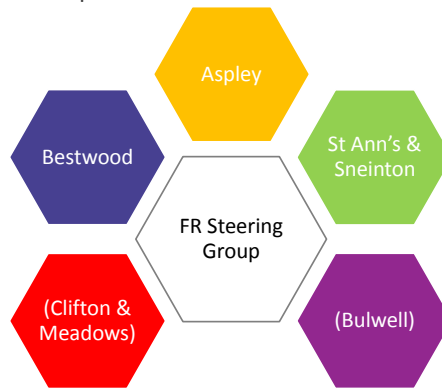 Aspley
Bestwood
St Ann’s &
Sneinton
FR Steering
Group
(Clifton &
Meadows)
(Bulwell)